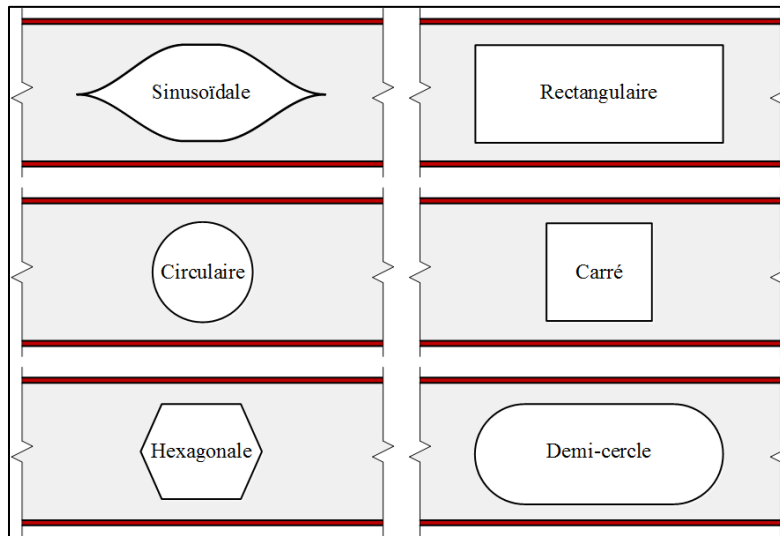 Sinusoïdale
Rectangulaire
Circulaire
Carré
Hexagonale
Demi-cercle